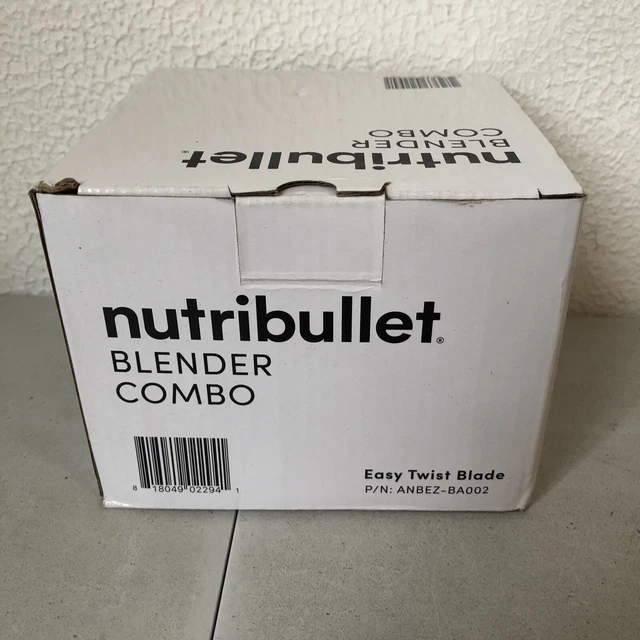 nutribullet®
BLENDER
COMBO
nutribullet®
BLENDER
COMBO
8 18049 02294 1
Easy Twist Blade
P/N: ANBEZ-BA002